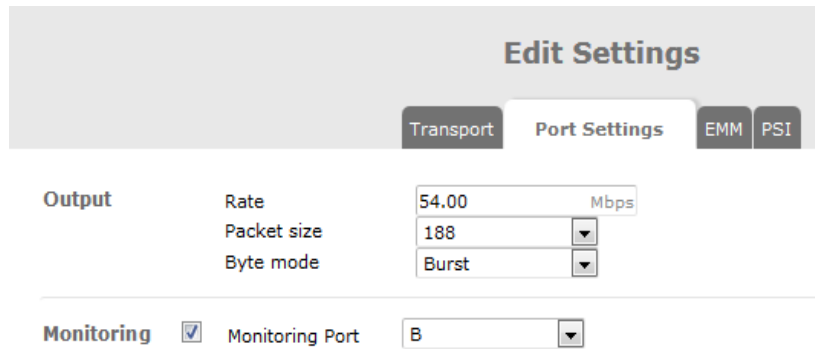 Edit Settings
Transport Port Settings EMM PSI
Output Rate 54.00 Mbps
Packet size 188
Byte mode Burst
Monitoring Monitoring Port B